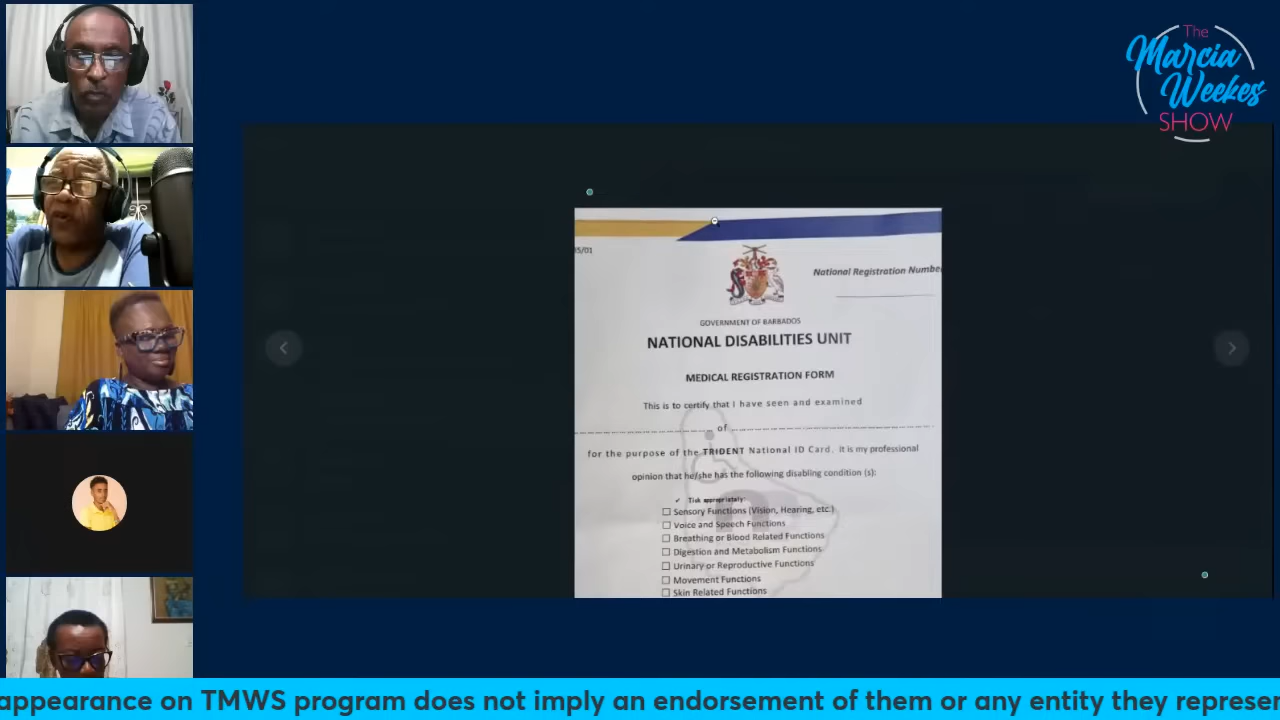 The
Marcia
Weekes
SHOW
35/01
National Registration Number
GOVERNMENT OF BARBADOS
NATIONAL DISABILITIES UNIT
MEDICAL REGISTRATION FORM
This is to certify that I have seen and examined
of
for the purpose of the TRIDENT National ID Card. It is my professional
opinion that he/she has the following disabling condition (s):
✓ Tick appropriately:
☐ Sensory Functions (Vision, Hearing, etc.)
☐ Voice and Speech Functions
☐ Breathing or Blood Related Functions
☐ Digestion and Metabolism Functions
☐ Urinary or Reproductive Functions
☐ Movement Functions
☐ Skin Related Functions
appearance on TMWS program does not imply an endorsement of them or any entity they represen